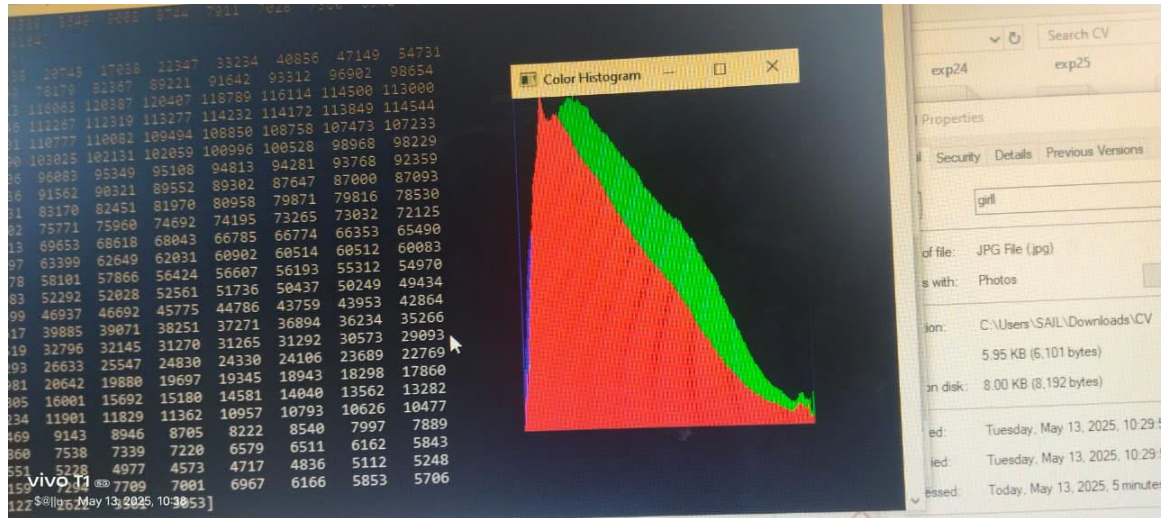 9184]
20743 17038 22347 33234 40856 47149 54731
78179 82367 89221 91642 93312 96902 98654
116063 120387 120407 118789 116114 114500 113000
112267 112319 113277 114232 114172 113849 114544
110777 110082 109494 108850 108758 107473 107233
103025 102131 102059 100996 100528 98968 98229
96083 95349 95108 94813 94281 93768 92359
91562 90321 89552 89302 87647 87000 87093
83170 82451 81970 80958 79871 79816 78530
75771 75960 74692 74195 73265 73032 72125
69653 68618 68043 66785 66774 66353 65490
63399 62649 62031 60902 60514 60512 60083
58101 57866 56424 56607 56193 55312 54970
52292 52028 52561 51736 50437 50249 49434
46937 46692 45775 44786 43759 43953 42864
39885 39071 38251 37271 36894 36234 35266
32796 32145 31270 31265 31292 30573 29093
26633 25547 24830 24330 24106 23689 22769
20642 19880 19697 19345 18943 18298 17860
16001 15692 15180 14581 14040 13562 13282
11901 11829 11362 10957 10793 10626 10477
9143 8946 8705 8222 8540 7997 7889
7538 7339 7220 6579 6511 6162 5843
5228 4977 4573 4717 4836 5112 5248
7294 7709 7001 6967 6166 5853 5706
3053]
vivo T1 5G
-$@||u- May 13, 2025, 10:38
Color Histogram
Search CV
exp24 exp25
Properties
Security Details Previous Versions
girll
of file: JPG File (.jpg)
with: Photos
C:\Users\SAIL\Downloads\CV
5.95 KB (6,101 bytes)
disk: 8.00 KB (8,192 bytes)
Tuesday, May 13, 2025, 10:29:
Tuesday, May 13, 2025, 10:29:
Today, May 13, 2025, 5 minutes